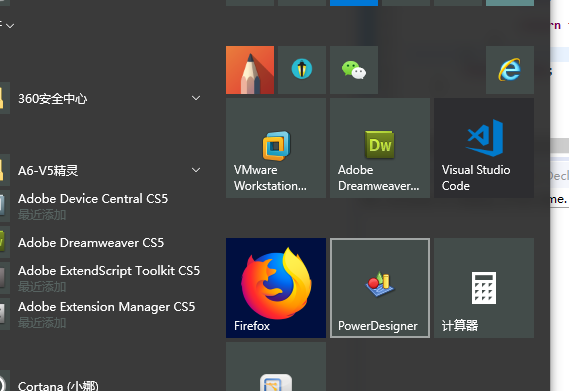 360安全中心
A6-V5精灵
Adobe Device Central CS5
最近添加
Adobe Dreamweaver CS5
Adobe ExtendScript Toolkit CS5
最近添加
Adobe Extension Manager CS5
最近添加
Cortana (小娜)
VMware
Workstation...
Adobe
Dreamweaver...
Visual Studio
Code
Firefox
PowerDesigner
计算器
Dw